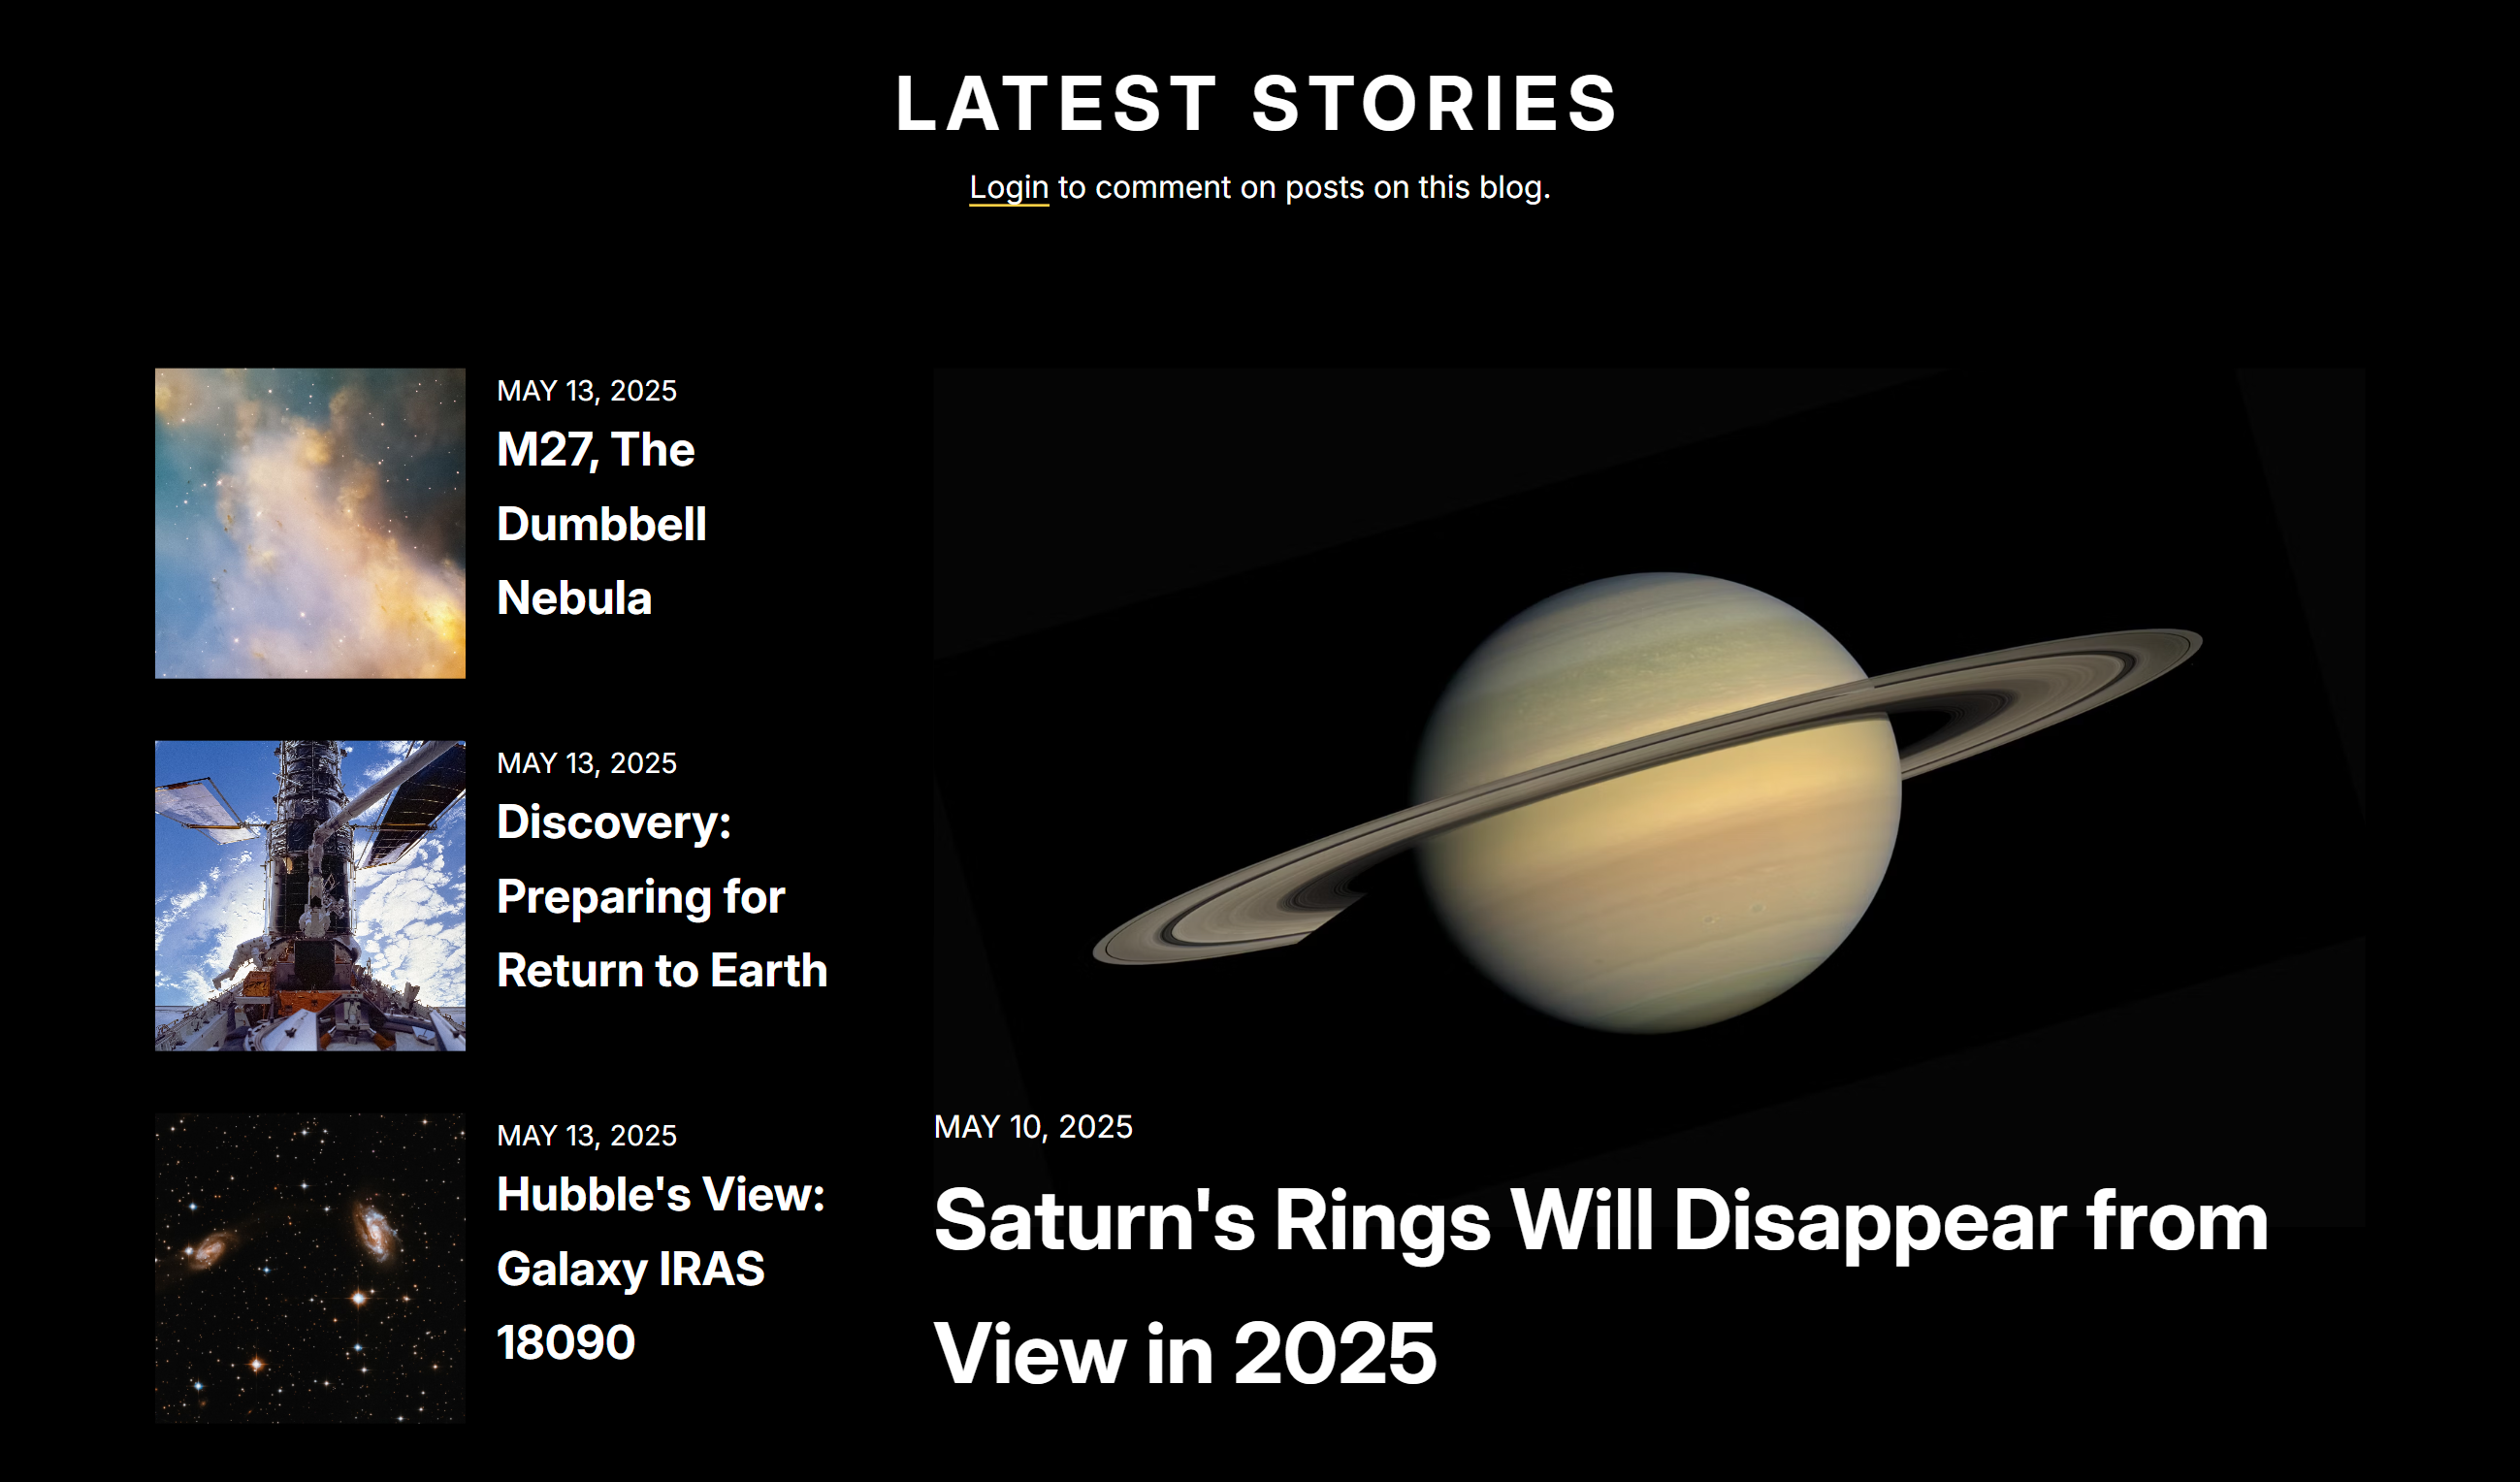 LATEST STORIES
Login to comment on posts on this blog.
MAY 13, 2025
M27, The
Dumbbell
Nebula
MAY 13, 2025
Discovery:
Preparing for
Return to Earth
MAY 13, 2025
Hubble's View:
Galaxy IRAS
18090
MAY 10, 2025
Saturn's Rings Will Disappear from
View in 2025